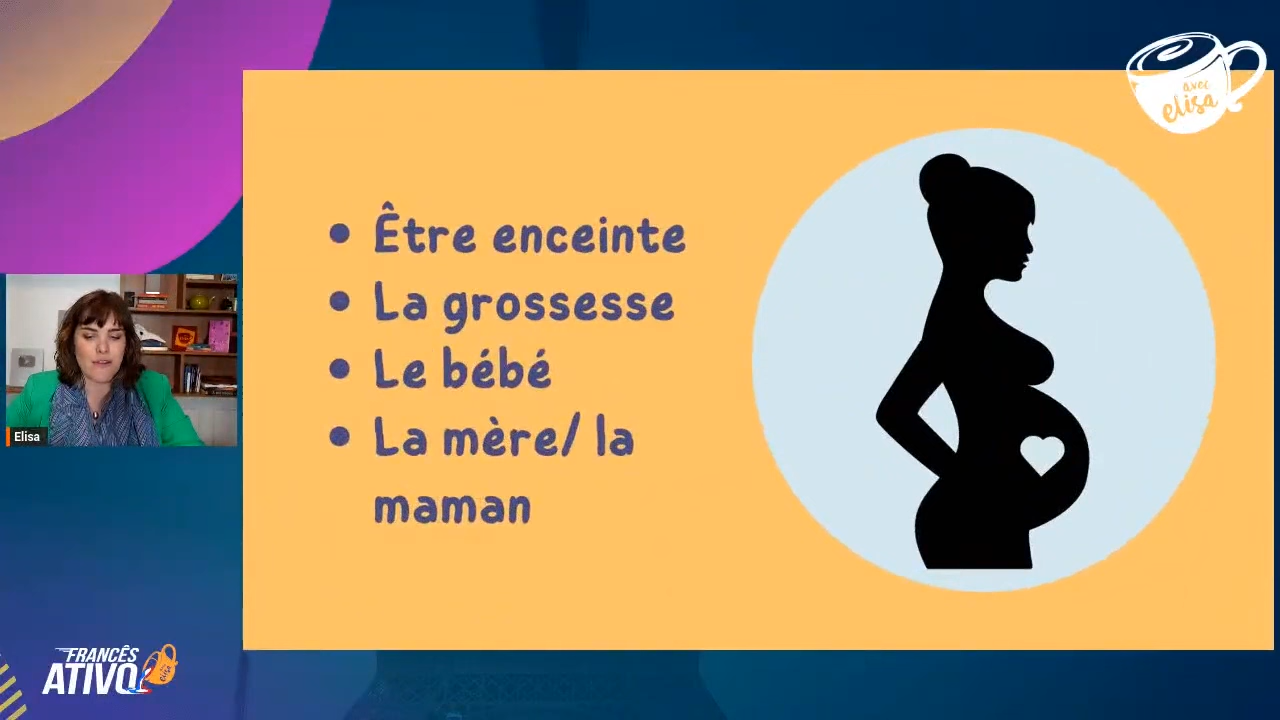 avec
elisa
• Être enceinte
• La grossesse
• Le bébé
• La mère/ la
maman
Elisa
FRANCÊS
ATIVO